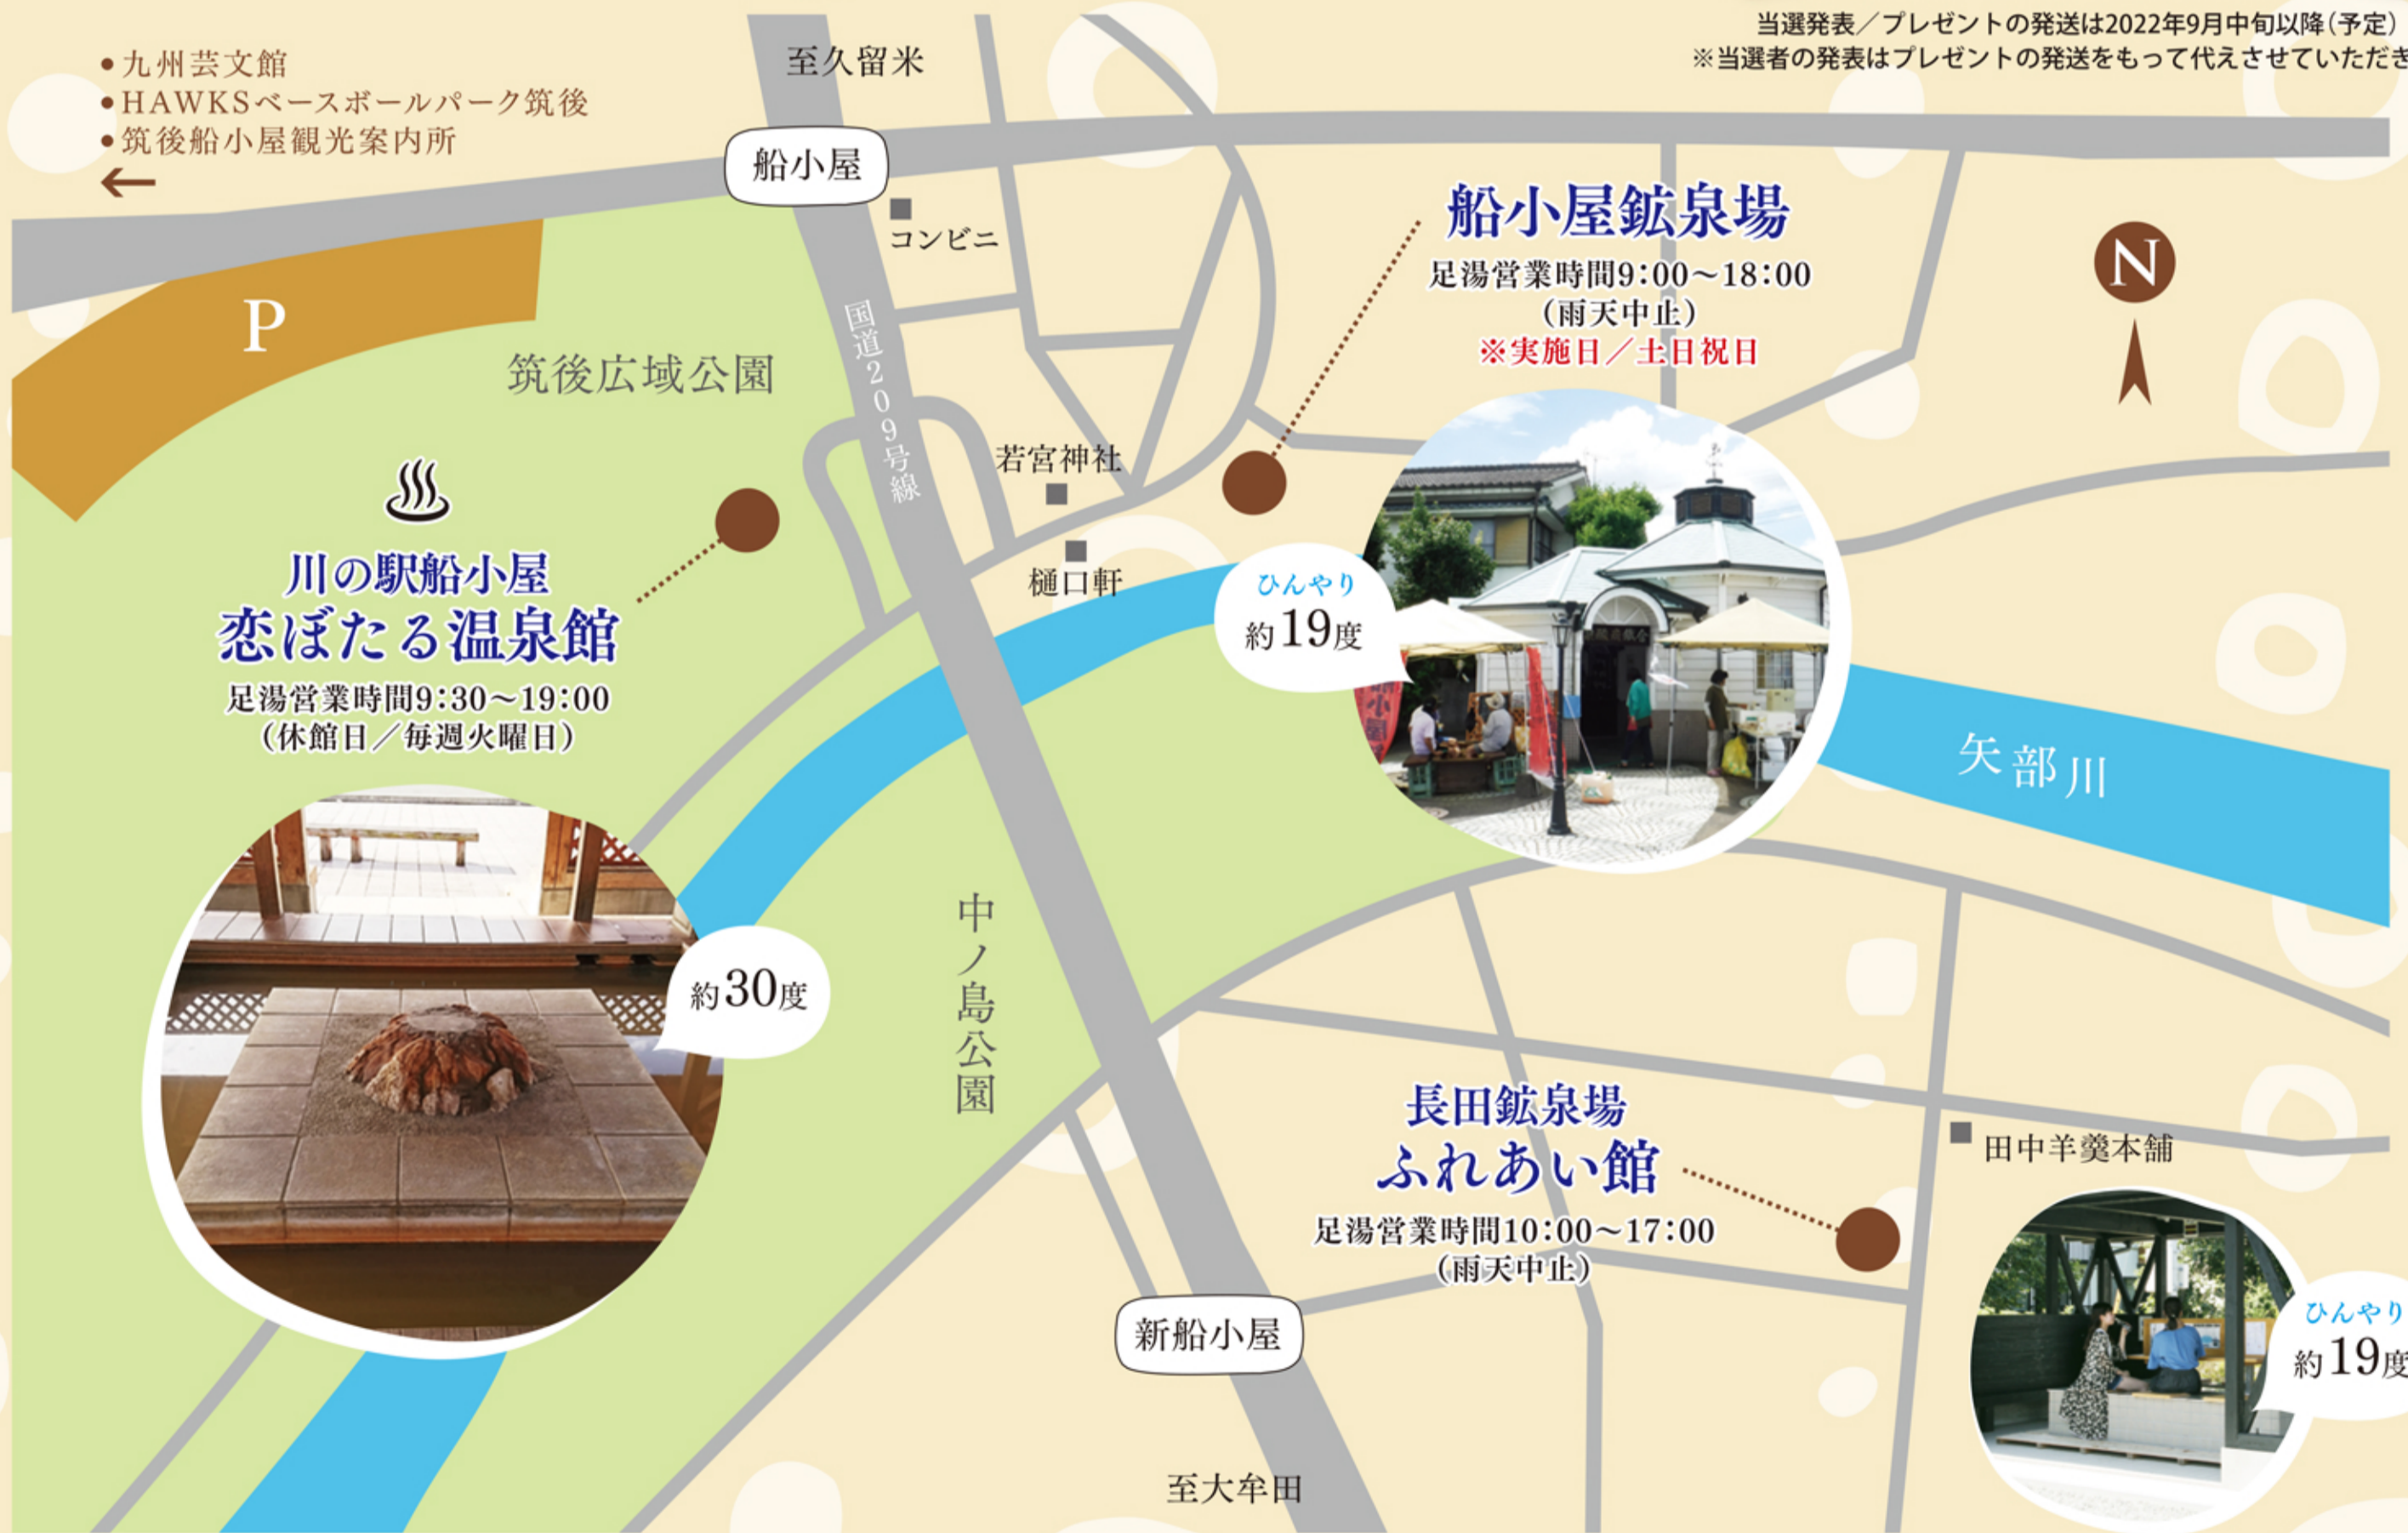 当選発表／プレゼントの発送は2022年9月中旬以降（予定）
※当選者の発表はプレゼントの発送をもって代えさせていただき
●九州芸文館
●HAWKSベースボールパーク筑後
●筑後船小屋観光案内所
←
至久留米
船小屋
コンビニ
船小屋鉱泉場
足湯営業時間9：00〜18：00
（雨天中止）
※実施日／土日祝日
N
P
筑後広域公園
国道209号線
若宮神社
樋口軒
川の駅船小屋
恋ぼたる温泉館
足湯営業時間9：30〜19：00
（休館日／毎週火曜日）
ひんやり
約19度
矢部川
約30度
中ノ島公園
長田鉱泉場
ふれあい館
足湯営業時間10：00〜17：00
（雨天中止）
田中羊羹本舗
ひんやり
約19度
新船小屋
至大牟田